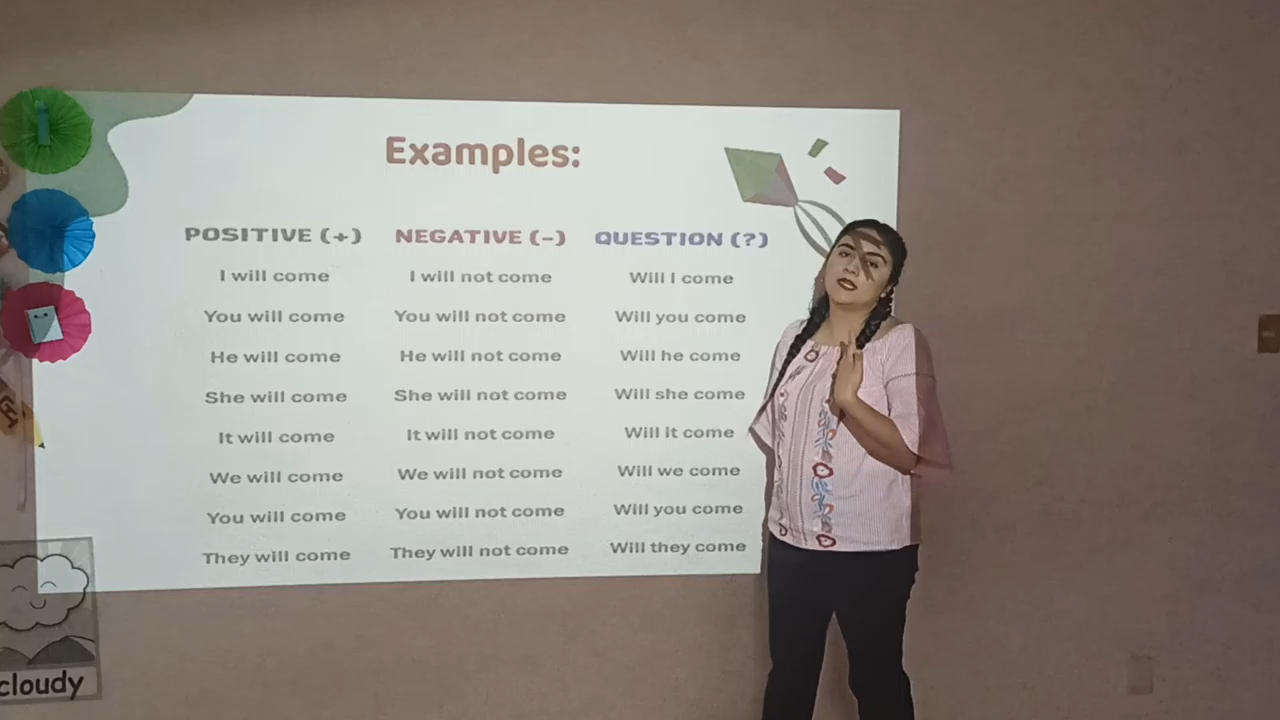 Examples:
POSITIVE (+) NEGATIVE (-) QUESTION (?)
I will come I will not come Will I come
You will come You will not come Will you come
He will come He will not come Will he come
She will come She will not come Will she come
It will come It will not come Will it come
We will come We will not come Will we come
You will come You will not come Will you come
They will come They will not come Will they come
cloudy